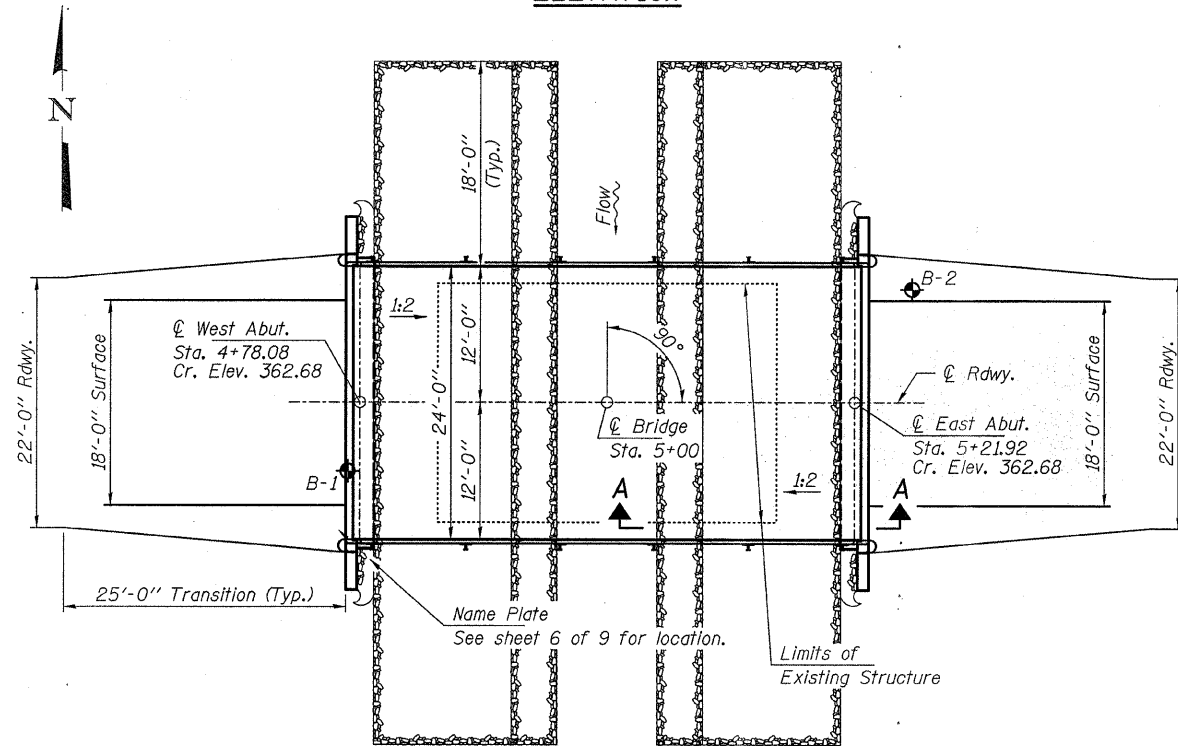 N
18'-0"
(Typ.)
Flow
B-2
1:2
℄ West Abut.
Sta. 4+78.08
Cr. Elev. 362.68
12'-0"
90°
℄ Rdwy.
22'-0" Rdwy.
18'-0" Surface
24'-0"
℄ Bridge
Sta. 5+00
℄ East Abut.
Sta. 5+21.92
Cr. Elev. 362.68
18'-0" Surface
22'-0" Rdwy.
B-1
12'-0"
1:2
A
A
25'-0" Transition (Typ.)
Name Plate
See sheet 6 of 9 for location.
Limits of
Existing Structure